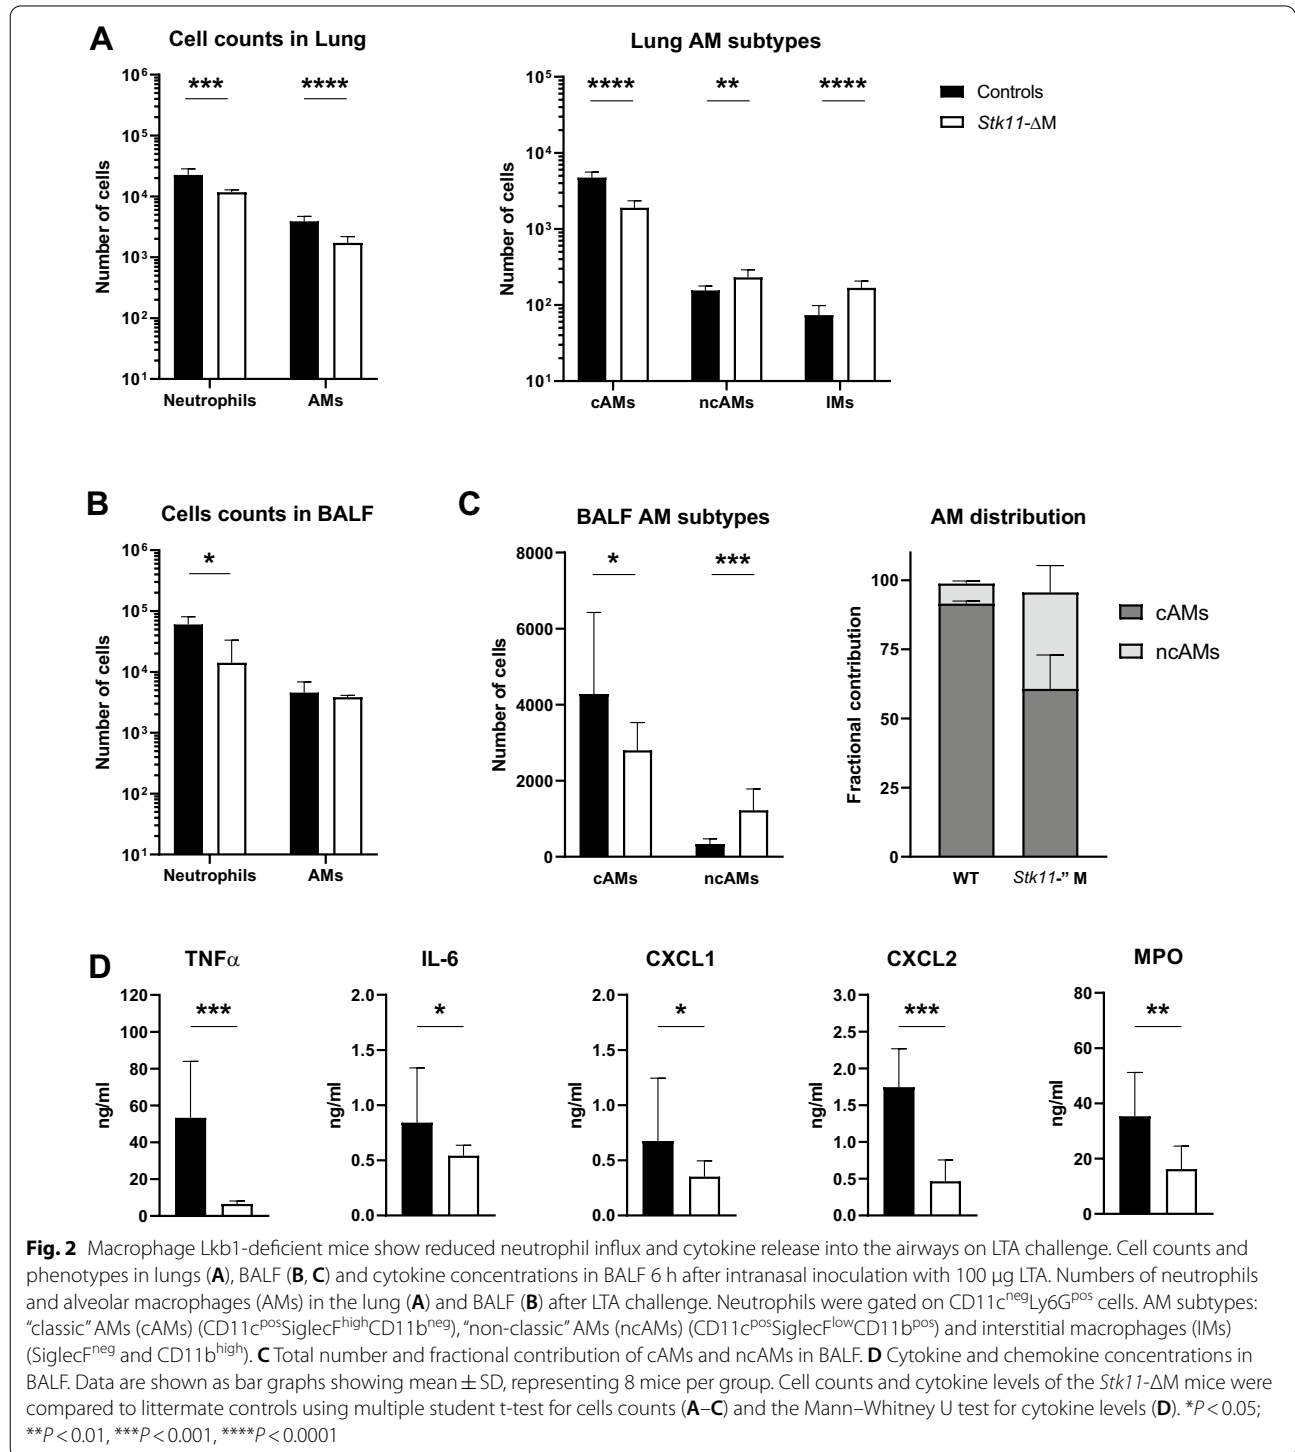 A
Cell counts in Lung
Number of cells
10⁶
10⁵
10⁴
10³
10²
10¹
***
****
Neutrophils
AMs
Lung AM subtypes
Number of cells
10⁵
10⁴
10³
10²
10¹
****
**
****
cAMs
ncAMs
IMs
Controls
Stk11-ΔM
B
Cells counts in BALF
Number of cells
10⁶
10⁵
10⁴
10³
10²
10¹
*
Neutrophils
AMs
C
BALF AM subtypes
Number of cells
8000
6000
4000
2000
0
*
***
cAMs
ncAMs
AM distribution
Fractional contribution
100
75
50
25
0
WT
Stk11-” M
cAMs
ncAMs
D
TNFα
ng/ml
120
100
80
60
40
20
0
***
IL-6
ng/ml
2.0
1.5
1.0
0.5
0.0
*
CXCL1
ng/ml
2.0
1.5
1.0
0.5
0.0
*
CXCL2
ng/ml
3.0
2.5
2.0
1.5
1.0
0.5
0.0
***
MPO
ng/ml
80
60
40
20
0
**
Fig. 2 Macrophage Lkb1-deficient mice show reduced neutrophil influx and cytokine release into the airways on LTA challenge. Cell counts and
phenotypes in lungs (A), BALF (B, C) and cytokine concentrations in BALF 6 h after intranasal inoculation with 100 µg LTA. Numbers of neutrophils
and alveolar macrophages (AMs) in the lung (A) and BALF (B) after LTA challenge. Neutrophils were gated on CD11cⁿᵉᵍLy6Gᵖᵒˢ cells. AM subtypes:
“classic” AMs (cAMs) (CD11cᵖᵒˢSiglecFʰⁱᵍʰCD11bⁿᵉᵍ), “non-classic” AMs (ncAMs) (CD11cᵖᵒˢSiglecFˡᵒʷCD11bᵖᵒˢ) and interstitial macrophages (IMs)
(SiglecFⁿᵉᵍ and CD11bʰⁱᵍʰ). C Total number and fractional contribution of cAMs and ncAMs in BALF. D Cytokine and chemokine concentrations in
BALF. Data are shown as bar graphs showing mean ± SD, representing 8 mice per group. Cell counts and cytokine levels of the Stk11-ΔM mice were
compared to littermate controls using multiple student t-test for cells counts (A–C) and the Mann–Whitney U test for cytokine levels (D). *P < 0.05;
**P < 0.01, ***P < 0.001, ****P < 0.0001